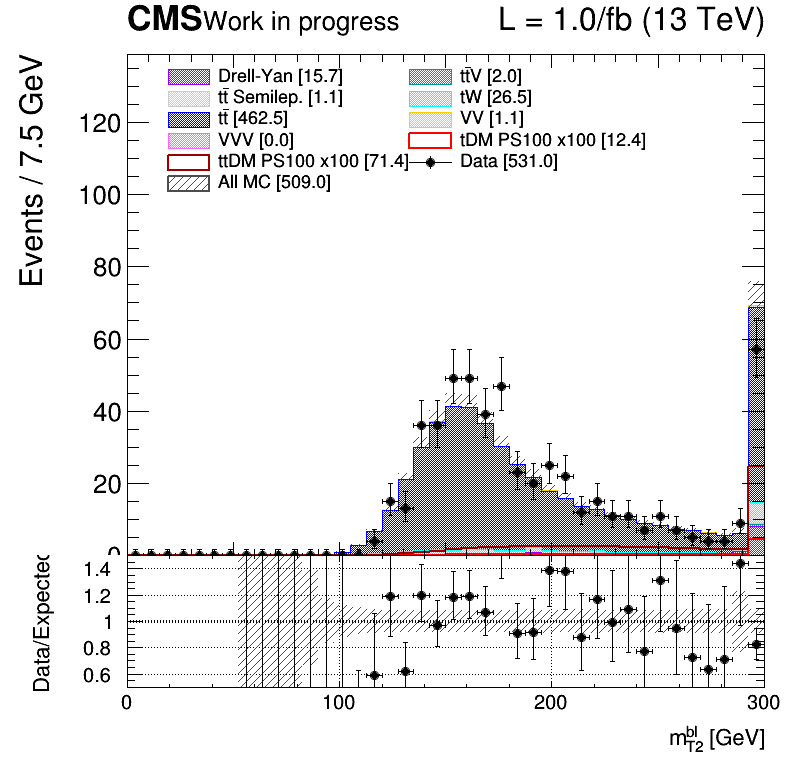 CMS Work in progress L = 1.0/fb (13 TeV)
Events / 7.5 GeV
Drell-Yan [15.7] tt̄V [2.0]
tt̄ Semilep. [1.1] tW [26.5]
tt̄ [462.5] VV [1.1]
VVV [0.0] tDM PS100 x100 [12.4]
ttDM PS100 x100 [71.4] Data [531.0]
All MC [509.0]
120
100
80
60
40
20
0
Data/Expected
1.4
1.2
1
0.8
0.6
0 100 200 300
m_{T2}^{bl} [GeV]